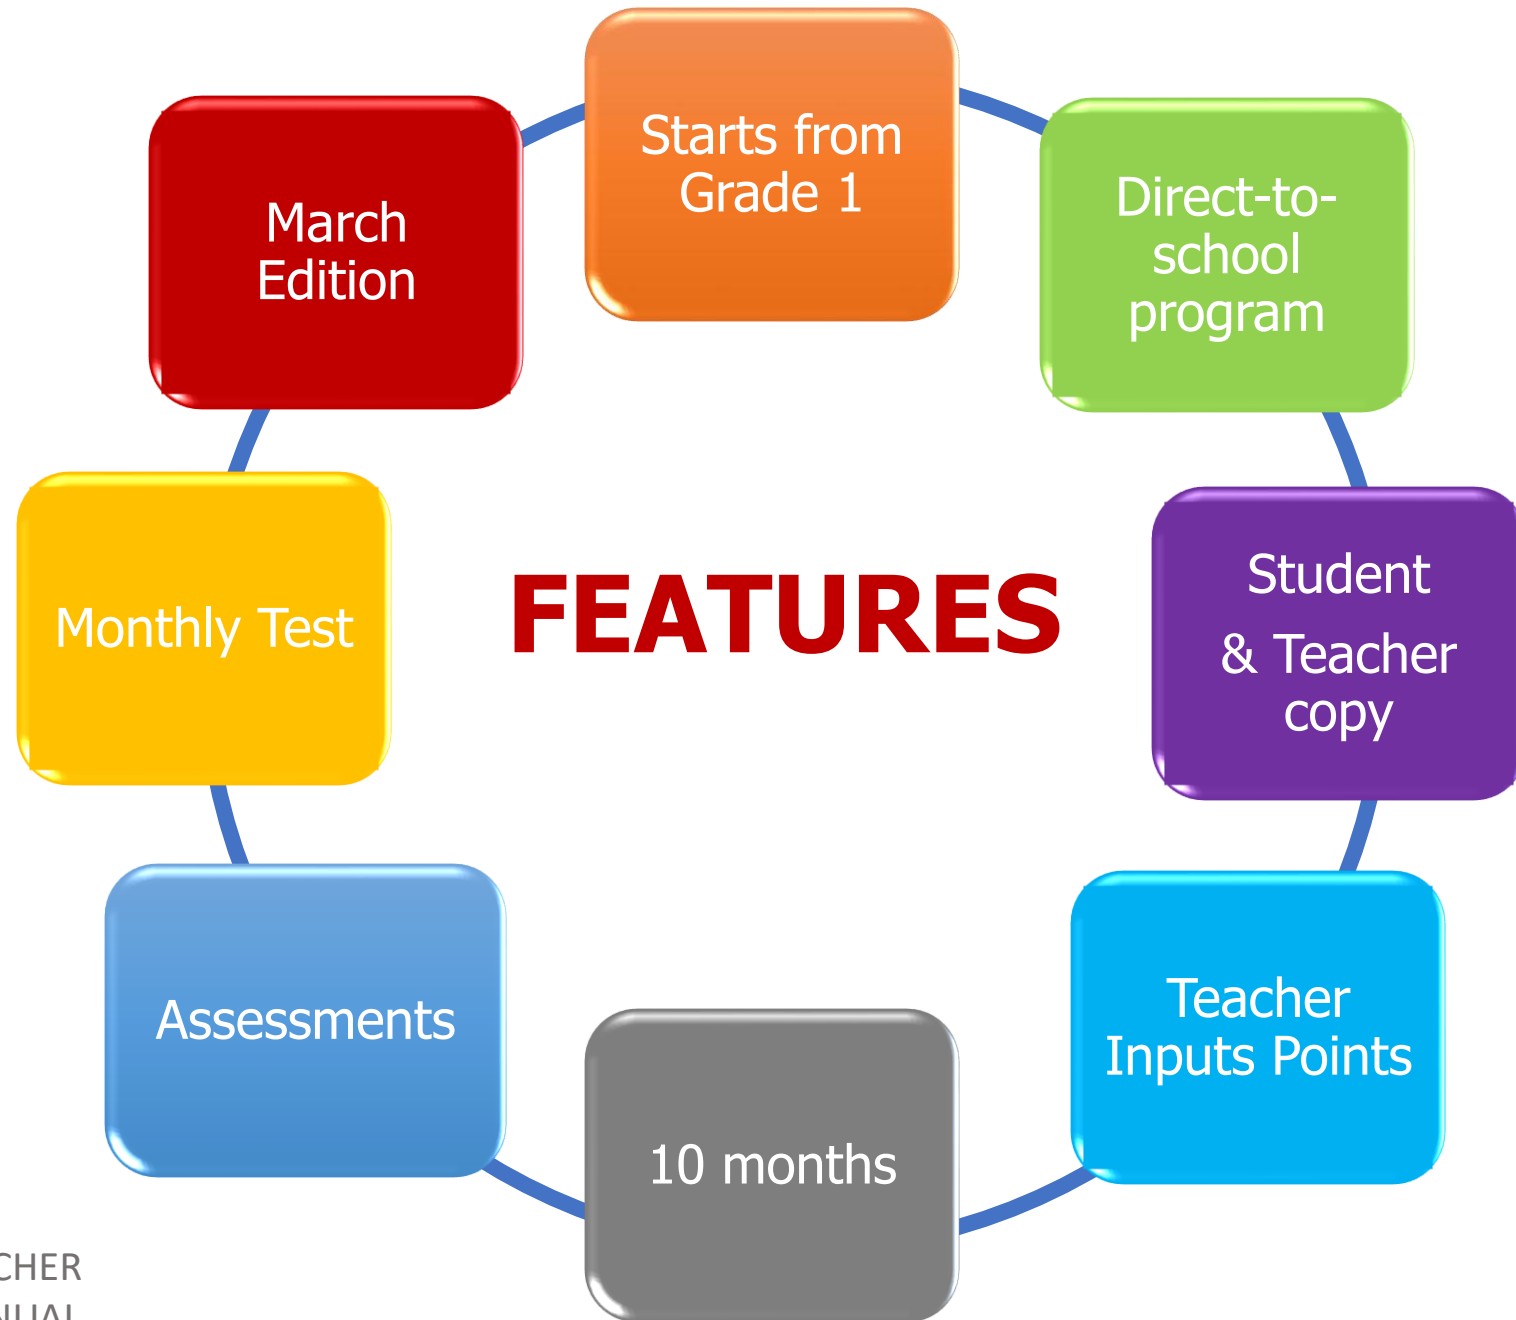 Starts from
Grade 1
Direct-to-
school
program
Student
& Teacher
copy
Teacher
Inputs Points
10 months
Assessments
Monthly Test
March
Edition
FEATURES
CHER